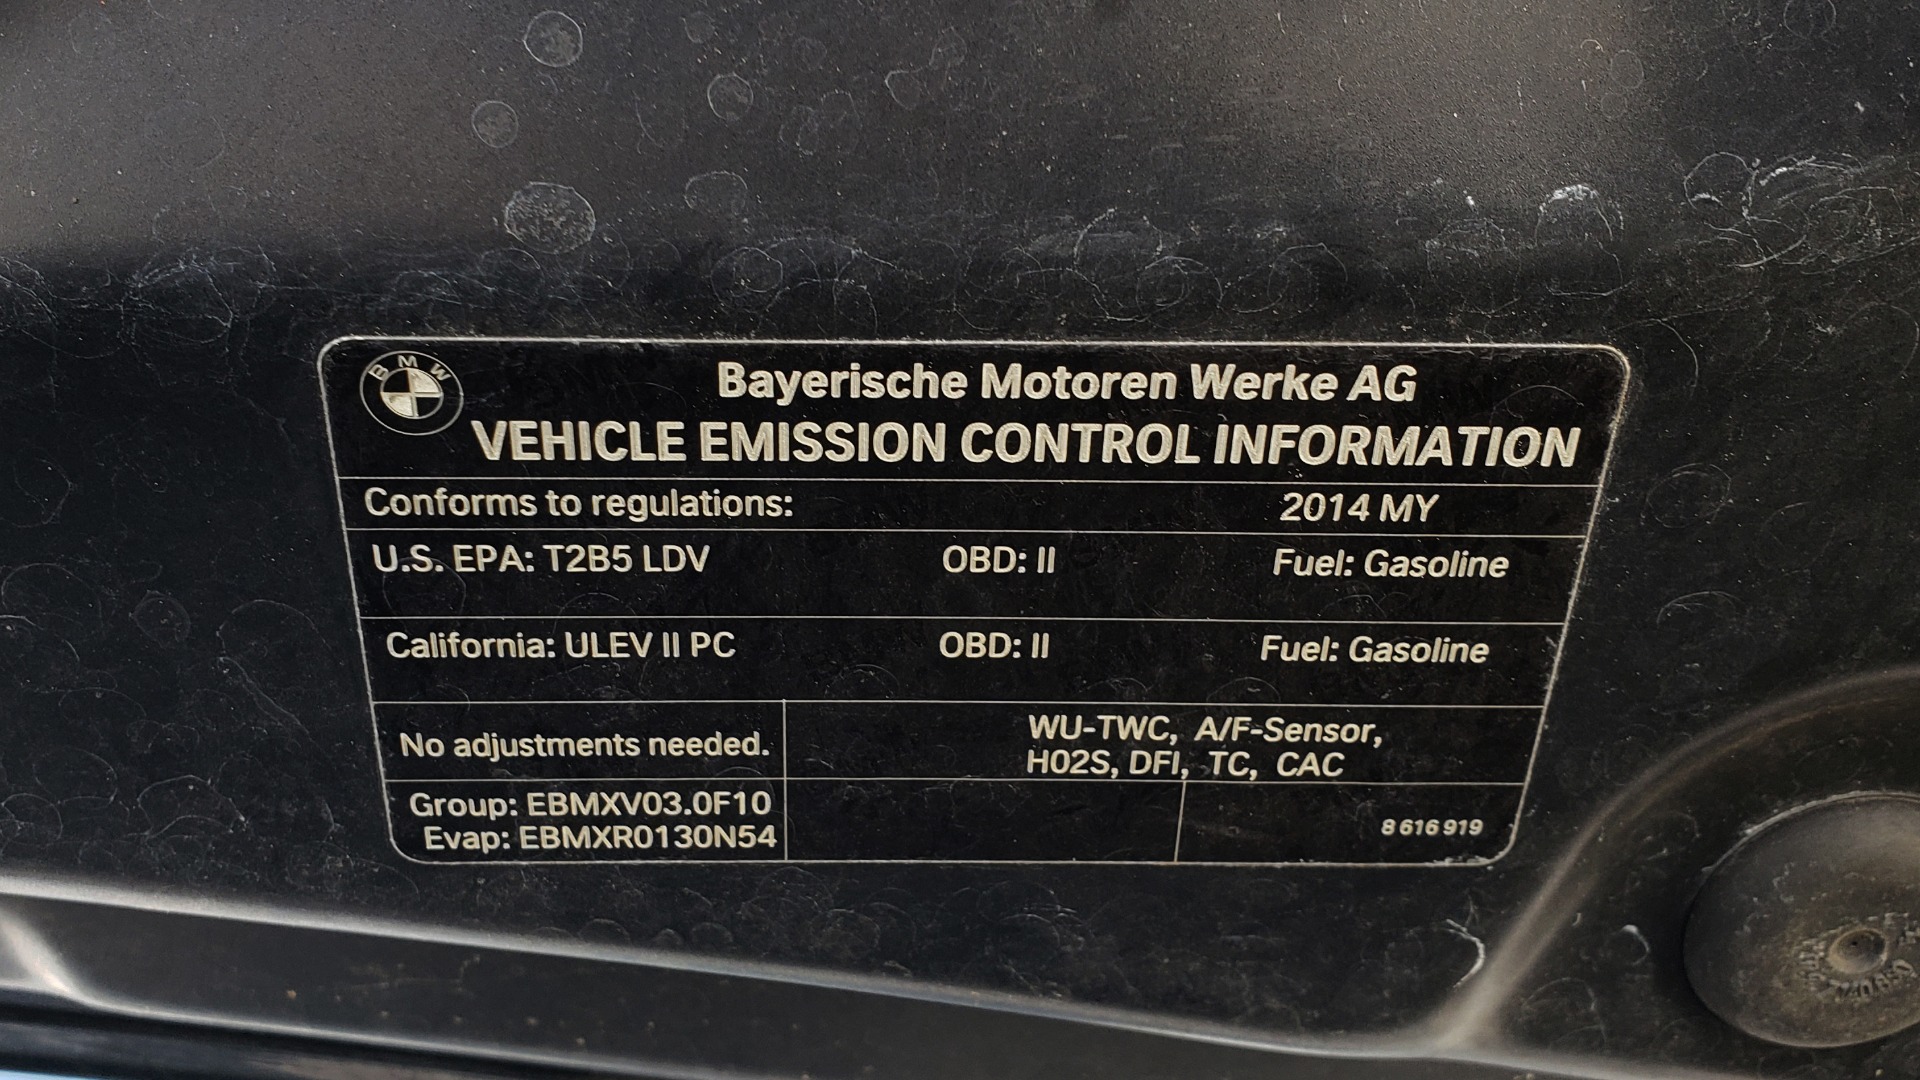 BMW
Bayerische Motoren Werke AG
VEHICLE EMISSION CONTROL INFORMATION
Conforms to regulations: 2014 MY
U.S. EPA: T2B5 LDV OBD: II Fuel: Gasoline
California: ULEV II PC OBD: II Fuel: Gasoline
No adjustments needed.
WU-TWC, A/F-Sensor,
H02S, DFI, TC, CAC
Group: EBMXV03.0F10
Evap: EBMXR0130N54
8 616 919